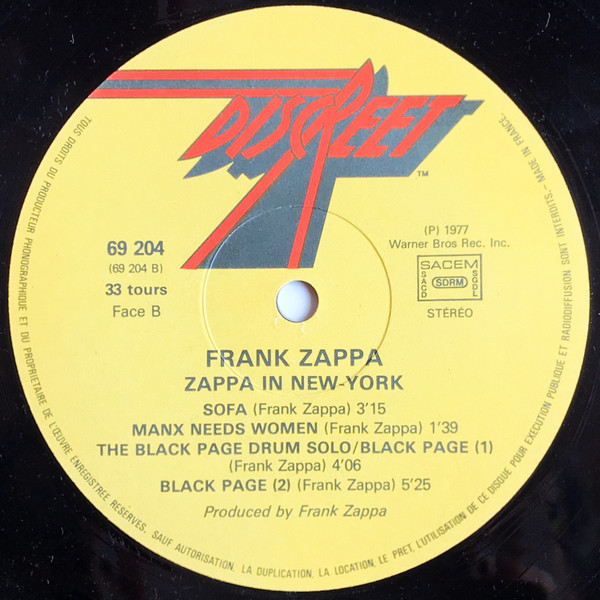 DISCREET
TM
69 204
(69 204 B)
33 tours
Face B
(P) 1977
Warner Bros Rec. Inc.
SACEM
SACD
SDRM
SGDL
STÉRÉO
FRANK ZAPPA
ZAPPA IN NEW-YORK
SOFA (Frank Zappa) 3'15
MANX NEEDS WOMEN (Frank Zappa) 1'39
THE BLACK PAGE DRUM SOLO/BLACK PAGE (1)
(Frank Zappa) 4'06
BLACK PAGE (2) (Frank Zappa) 5'25
Produced by Frank Zappa
TOUS DROITS DU PRODUCTEUR PHONOGRAPHIQUE ET DU PROPRIETAIRE DE L'ŒUVRE ENREGISTREE RÉSERVES. SAUF AUTORISATION, LA DUPLICATION, LA LOCATION, LE PRET, L'UTILISATION DE CE DISQUE POUR EXECUTION PUBLIQUE ET RADIODIFFUSION SONT INTERDITS - MADE IN FRANCE.